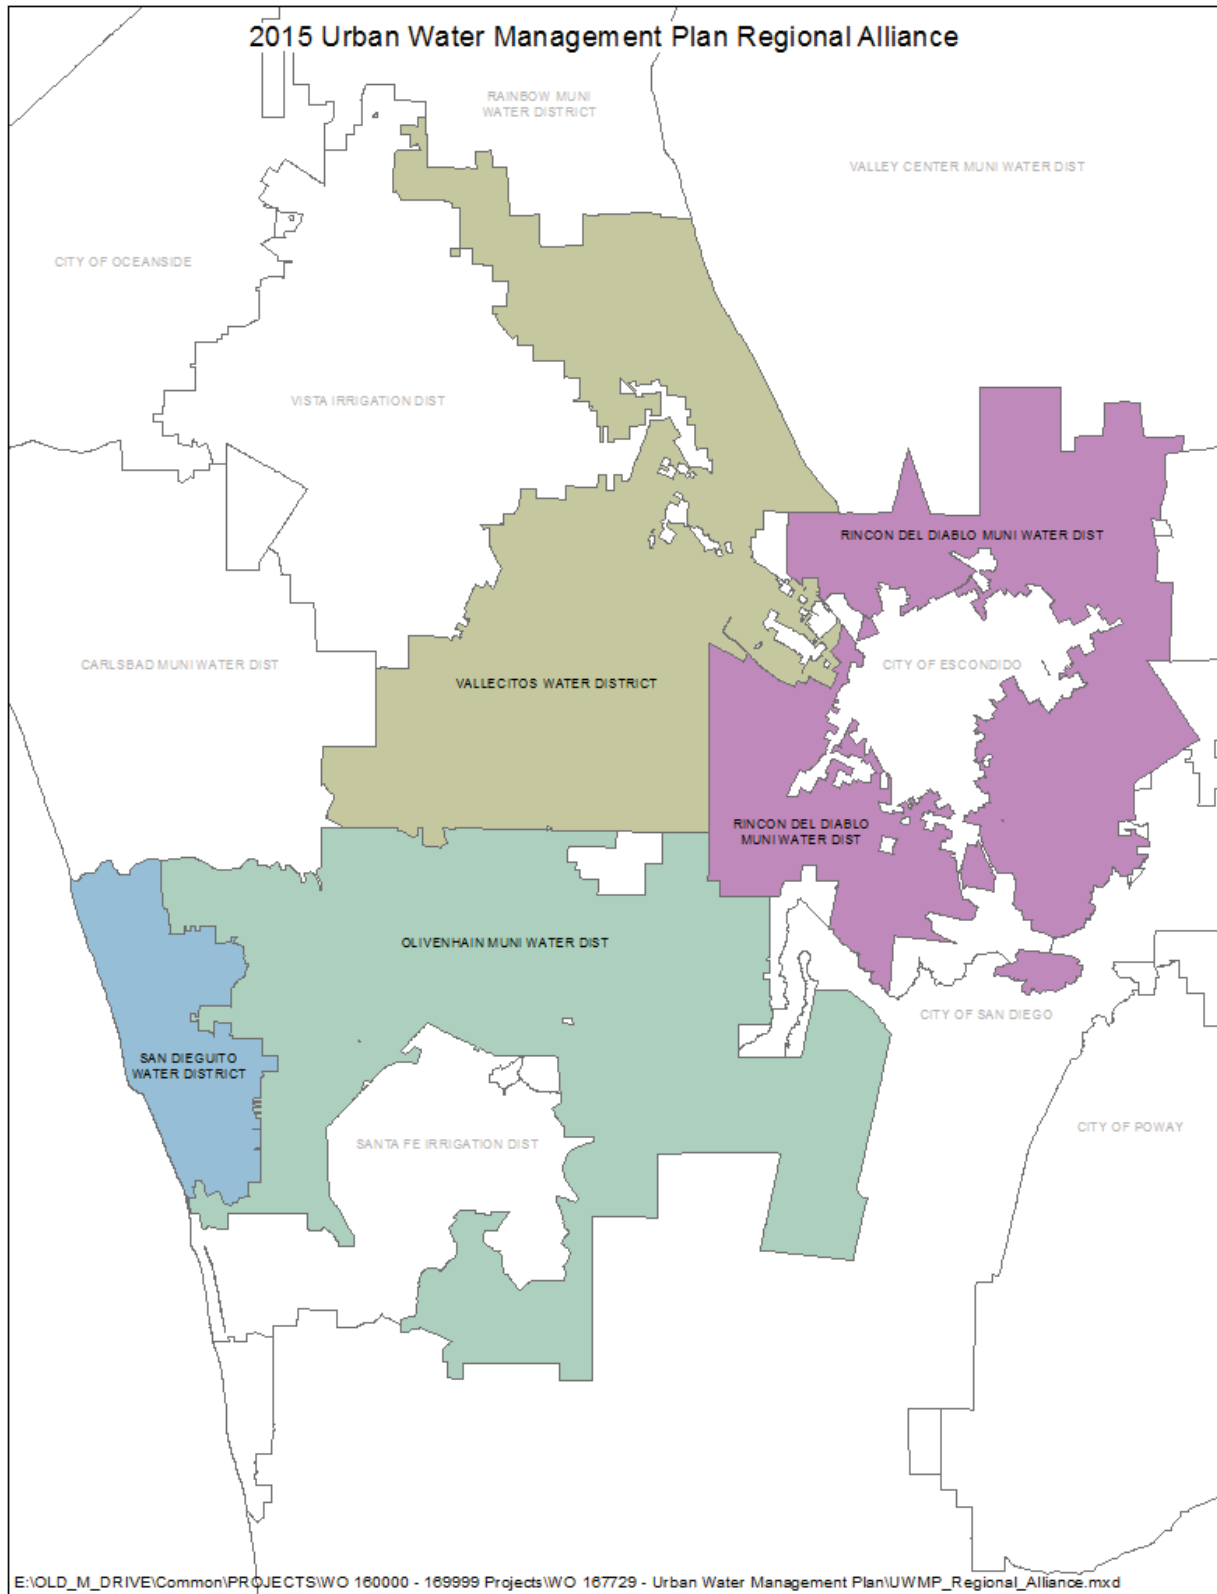 2015 Urban Water Management Plan Regional Alliance
RAINBOW MUNI
WATER DISTRICT
VALLEY CENTER MUNI WATER DIST
CITY OF OCEANSIDE
VISTA IRRIGATION DIST
RINCON DEL DIABLO MUNI WATER DIST
CARLSBAD MUNI WATER DIST
CITY OF ESCONDIDO
VALLECITOS WATER DISTRICT
RINCON DEL DIABLO
MUNI WATER DIST
OLIVENHAIN MUNI WATER DIST
CITY OF SAN DIEGO
SAN DIEGUITO
WATER DISTRICT
CITY OF POWAY
SANTA FE IRRIGATION DIST
E:\OLD_M_DRIVE\Common\PROJECTS\WO 160000 - 169999 Projects\WO 167729 - Urban Water Management Plan\UWMP_Regional_Alliance.mxd